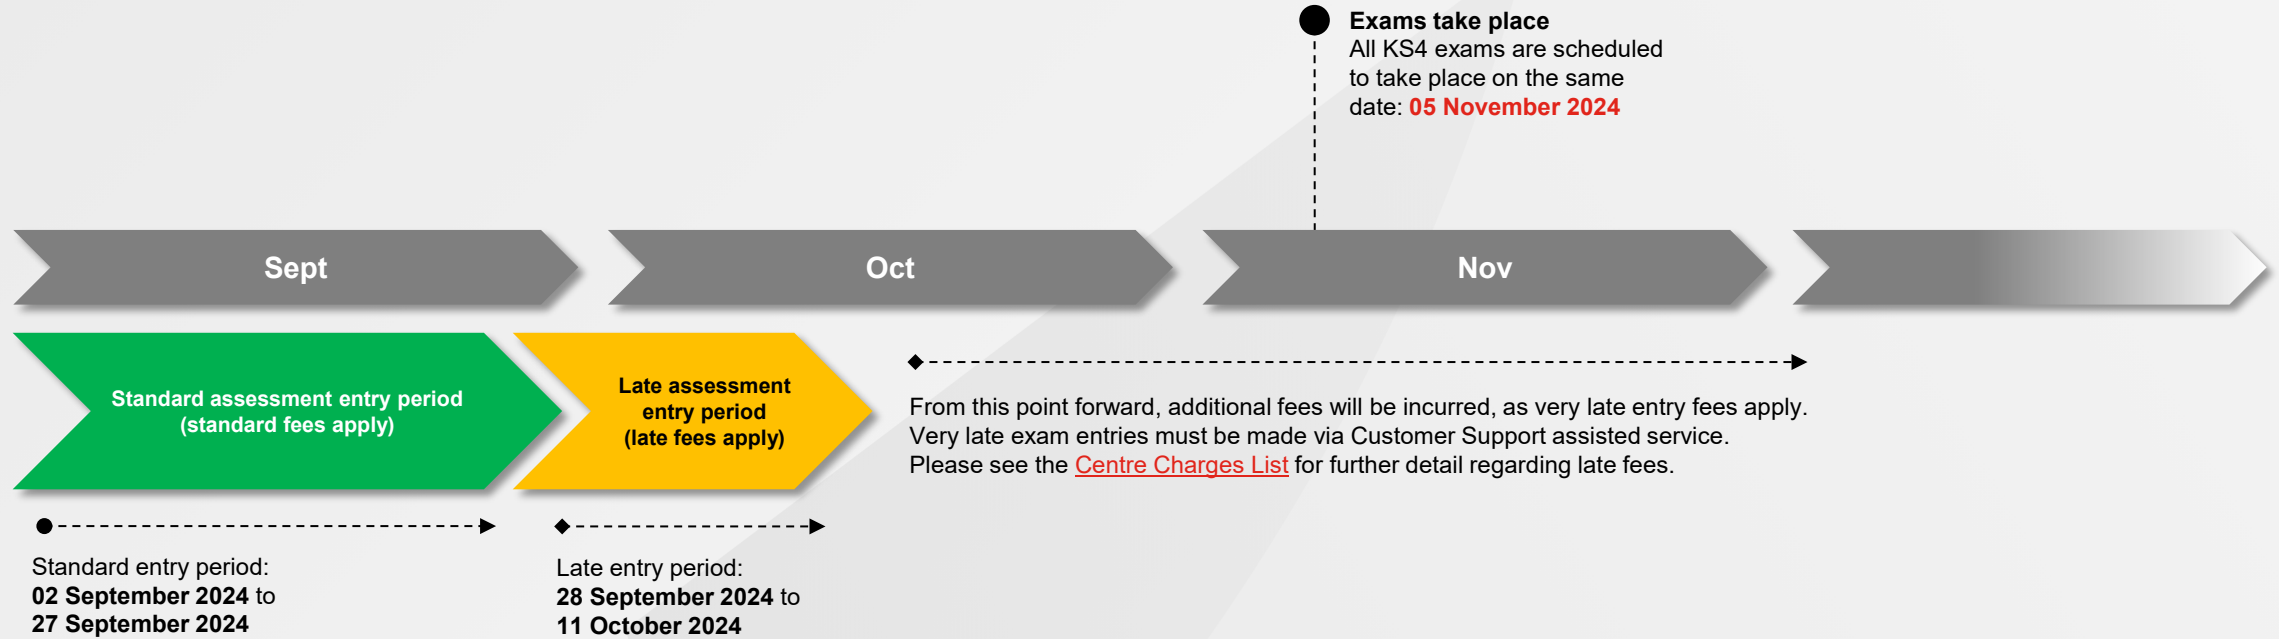 Exams take place
All KS4 exams are scheduled
to take place on the same
date: 05 November 2024
Sept
Oct
Nov
Standard assessment entry period
(standard fees apply)
Late assessment
entry period
(late fees apply)
From this point forward, additional fees will be incurred, as very late entry fees apply.
Very late exam entries must be made via Customer Support assisted service.
Please see the Centre Charges List for further detail regarding late fees.
Standard entry period:
02 September 2024 to
27 September 2024
Late entry period:
28 September 2024 to
11 October 2024